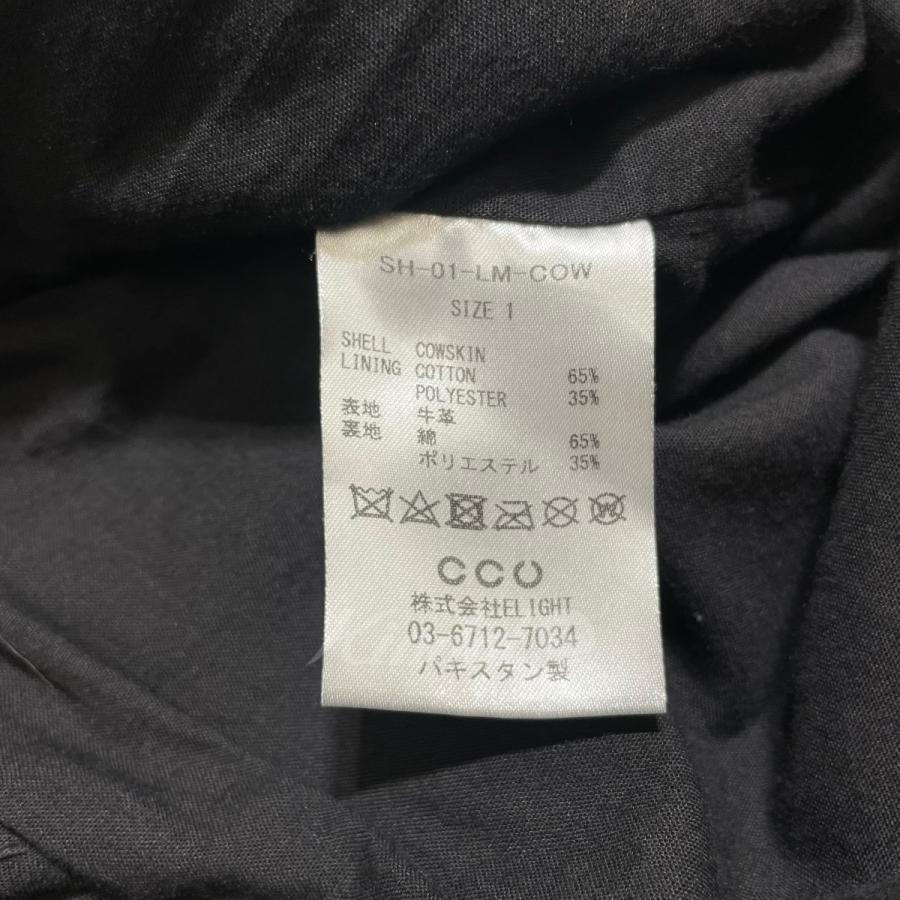 SH-01-LM-COW
SIZE 1
SHELL COWSKIN
LINING COTTON 65%
POLYESTER 35%
表地 牛革
裏地 綿 65%
ポリエステル 35%
CCU
株式会社ELIGHT
03-6712-7034
パキスタン製